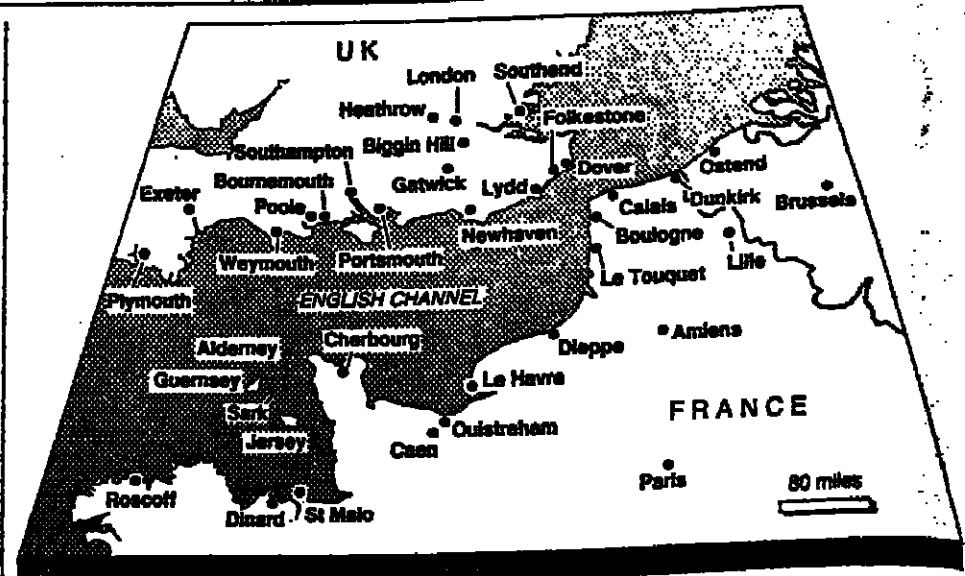 UK
London
Southend
Heathrow
Folkestone
Southampton
Biggin Hill
Bournemouth
Gatwick
Lydd
Dover
Ostend
Exeter
Poole
Calais
Dunkirk
Brussels
Newhaven
Boulogne
Weymouth
Portsmouth
Lille
Le Touquet
Plymouth
ENGLISH CHANNEL
Alderney
Cherbourg
Dieppe
Amiens
Guernsey
Le Havre
Sark
FRANCE
Jersey
Ouistreham
Caen
Roscoff
Paris
80 miles
Dinard
St Malo